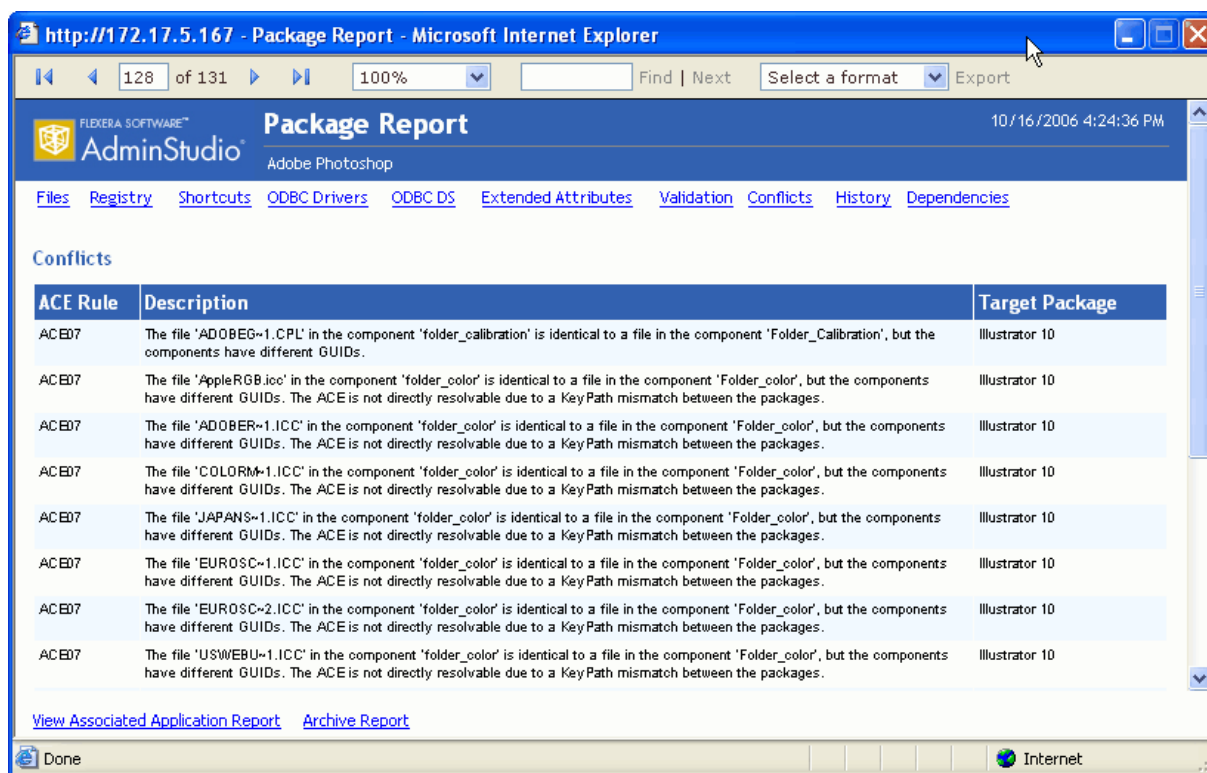 http://172.17.5.167 - Package Report - Microsoft Internet Explorer
128 of 131 100% Find | Next Select a format Export
FLEXERA SOFTWARE™
AdminStudio®
Package Report
10/16/2006 4:24:36 PM
Adobe Photoshop
Files Registry Shortcuts ODBC Drivers ODBC DS Extended Attributes Validation Conflicts History Dependencies
Conflicts
ACE Rule Description Target Package
ACE07 The file 'ADOBEG~1.CPL' in the component 'folder_calibration' is identical to a file in the component 'Folder_Calibration', but the Illustrator 10
components have different GUIDs.
ACE07 The file 'AppleRGB.icc' in the component 'folder_color' is identical to a file in the component 'Folder_color', but the components Illustrator 10
have different GUIDs. The ACE is not directly resolvable due to a KeyPath mismatch between the packages.
ACE07 The file 'ADOBER~1.ICC' in the component 'folder_color' is identical to a file in the component 'Folder_color', but the components Illustrator 10
have different GUIDs. The ACE is not directly resolvable due to a KeyPath mismatch between the packages.
ACE07 The file 'COLORM~1.ICC' in the component 'folder_color' is identical to a file in the component 'Folder_color', but the components Illustrator 10
have different GUIDs. The ACE is not directly resolvable due to a KeyPath mismatch between the packages.
ACE07 The file 'JAPANS~1.ICC' in the component 'folder_color' is identical to a file in the component 'Folder_color', but the components Illustrator 10
have different GUIDs. The ACE is not directly resolvable due to a KeyPath mismatch between the packages.
ACE07 The file 'EUROSC~1.ICC' in the component 'folder_color' is identical to a file in the component 'Folder_color', but the components Illustrator 10
have different GUIDs. The ACE is not directly resolvable due to a KeyPath mismatch between the packages.
ACE07 The file 'EUROSC~2.ICC' in the component 'folder_color' is identical to a file in the component 'Folder_color', but the components Illustrator 10
have different GUIDs. The ACE is not directly resolvable due to a KeyPath mismatch between the packages.
ACE07 The file 'USWEBU~1.ICC' in the component 'folder_color' is identical to a file in the component 'Folder_color', but the components Illustrator 10
have different GUIDs. The ACE is not directly resolvable due to a KeyPath mismatch between the packages.
View Associated Application Report Archive Report
Done Internet